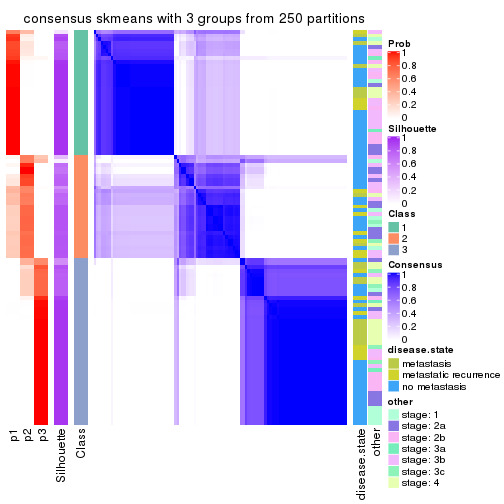 consensus skmeans with 3 groups from 250 partitions
Prob
1
0.8
0.6
0.4
0.2
0
Silhouette
1
0.8
0.6
0.4
0.2
0
Class
1
2
3
Consensus
1
0.8
0.6
0.4
0.2
0
disease.state
metastasis
metastatic recurrence
no metastasis
other
stage: 1
stage: 2a
stage: 2b
stage: 3a
stage: 3b
stage: 3c
stage: 4
p1
p2
p3
Silhouette
Class
disease.state
other